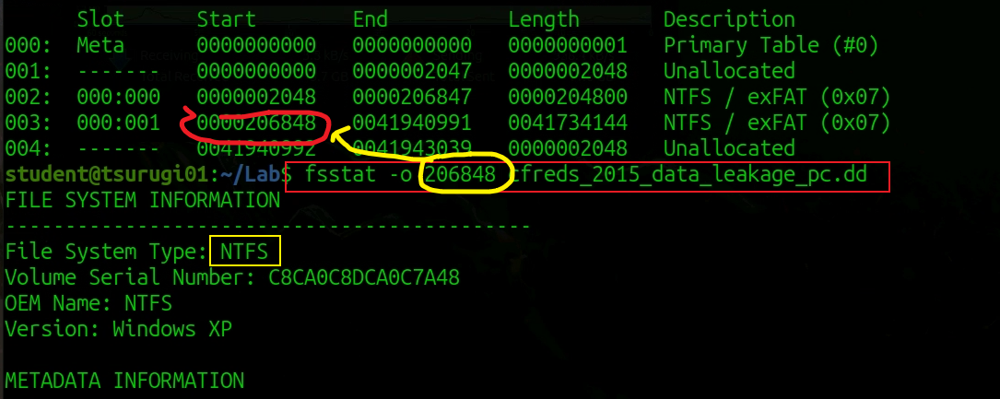 Slot Start End Length Description
000: Meta 0000000000 0000000000 0000000001 Primary Table (#0)
001: ------- 0000000000 0000002047 0000002048 Unallocated
002: 000:000 0000002048 0000206847 0000204800 NTFS / exFAT (0x07)
003: 000:001 0000206848 0041940991 0041734144 NTFS / exFAT (0x07)
004: ------- 0041940992 0041943039 0000002048 Unallocated
student@tsurugi01:~/Lab$ fsstat -o 206848 cfreds_2015_data_leakage_pc.dd
FILE SYSTEM INFORMATION
--------------------------------------------
File System Type: NTFS
Volume Serial Number: C8CA0C8DCA0C7A48
OEM Name: NTFS
Version: Windows XP
METADATA INFORMATION